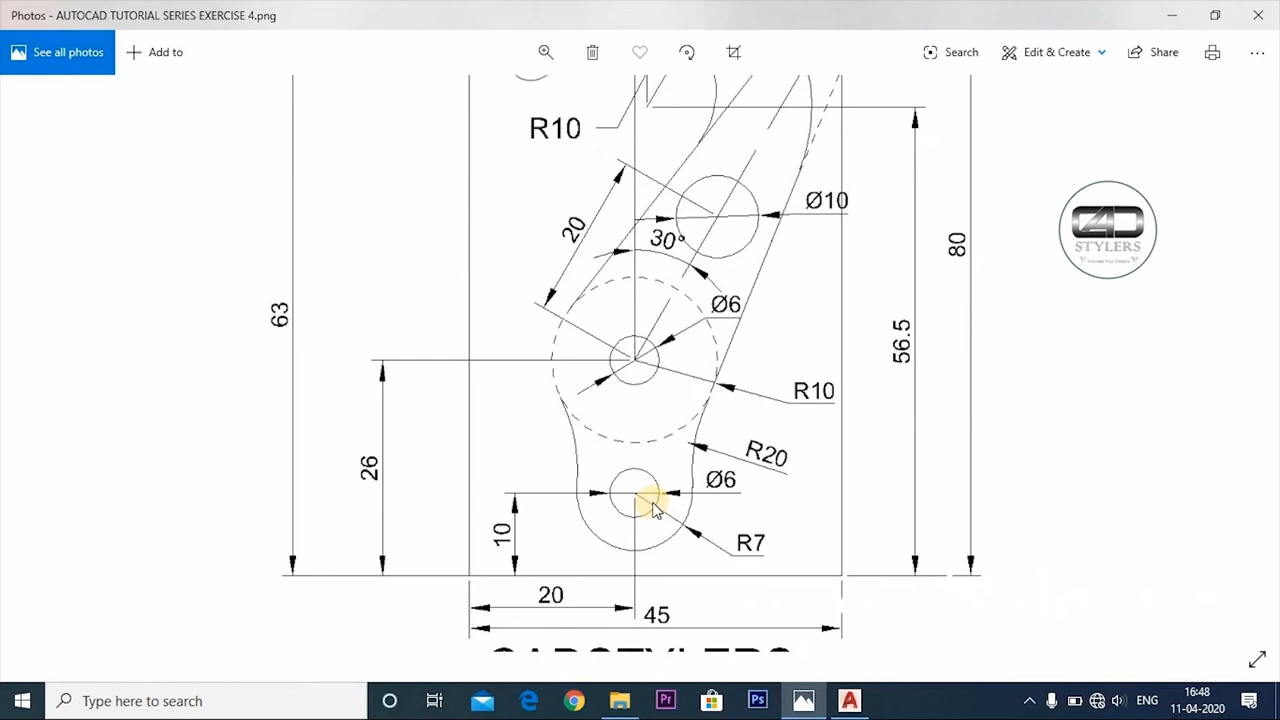 Photos - AUTOCAD TUTORIAL SERIES EXERCISE 4.png
See all photos
Add to
Search
Edit & Create
Share
R10
20
Ø10
30°
C4D
STYLERS
80
63
Ø6
56.5
R10
26
R20
Ø6
10
R7
20
45
Type here to search
ENG
16:48
11-04-2020